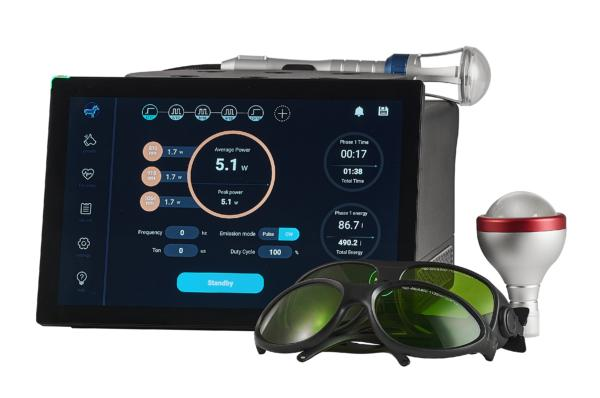 Average Power
5.1 w
Peak power
5.1 w
1.7 w
1.7 w
1.7 w
Phase 1 Time
00:17
01:38
Total Time
Phase 1 energy
86.7 j
490.2 j
Total Energy
Frequency 0 hz
Emission mode Pulse CW
Ton 0 us
Duty Cycle 100 %
Standby